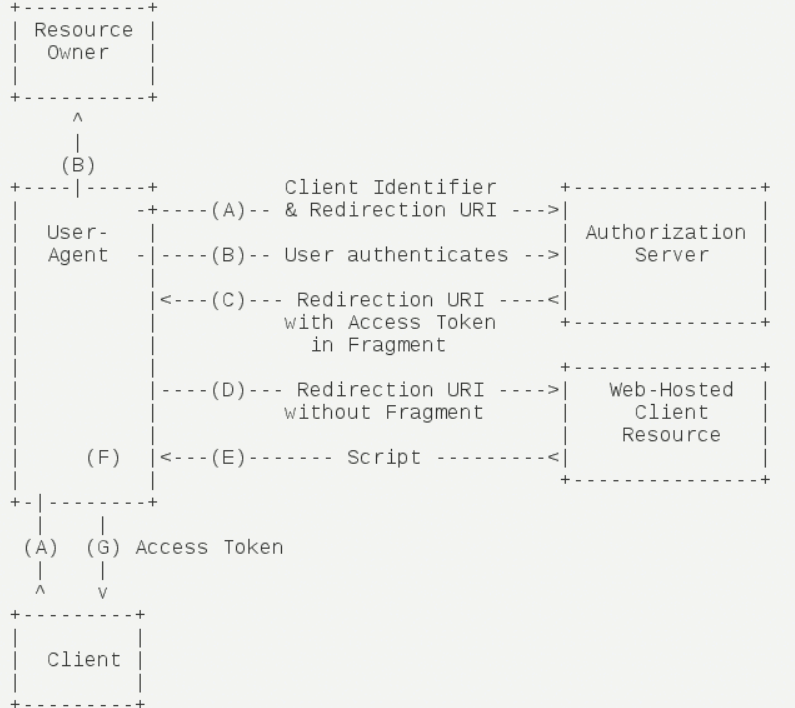 +----------+
| Resource |
|  Owner   |
|          |
+----------+
     ^
     |
    (B)
+----|-----+          Client Identifier     +---------------+
|         -+----(A)-- & Redirection URI --->|               |
|  User-   |                                | Authorization |
|  Agent  -|----(B)-- User authenticates -->|     Server    |
|          |                                |               |
|          |<---(C)--- Redirection URI ----<|               |
|          |          with Access Token     +---------------+
|          |            in Fragment
|          |                                +---------------+
|          |----(D)--- Redirection URI ---->|   Web-Hosted  |
|          |          without Fragment      |     Client    |
|          |                                |    Resource   |
|     (F)  |<---(E)------- Script ---------<|               |
|          |                                +---------------+
+-|--------+
  |    |
 (A)  (G) Access Token
  |    |
  ^    v
+---------+
|         |
|  Client |
|         |
+---------+